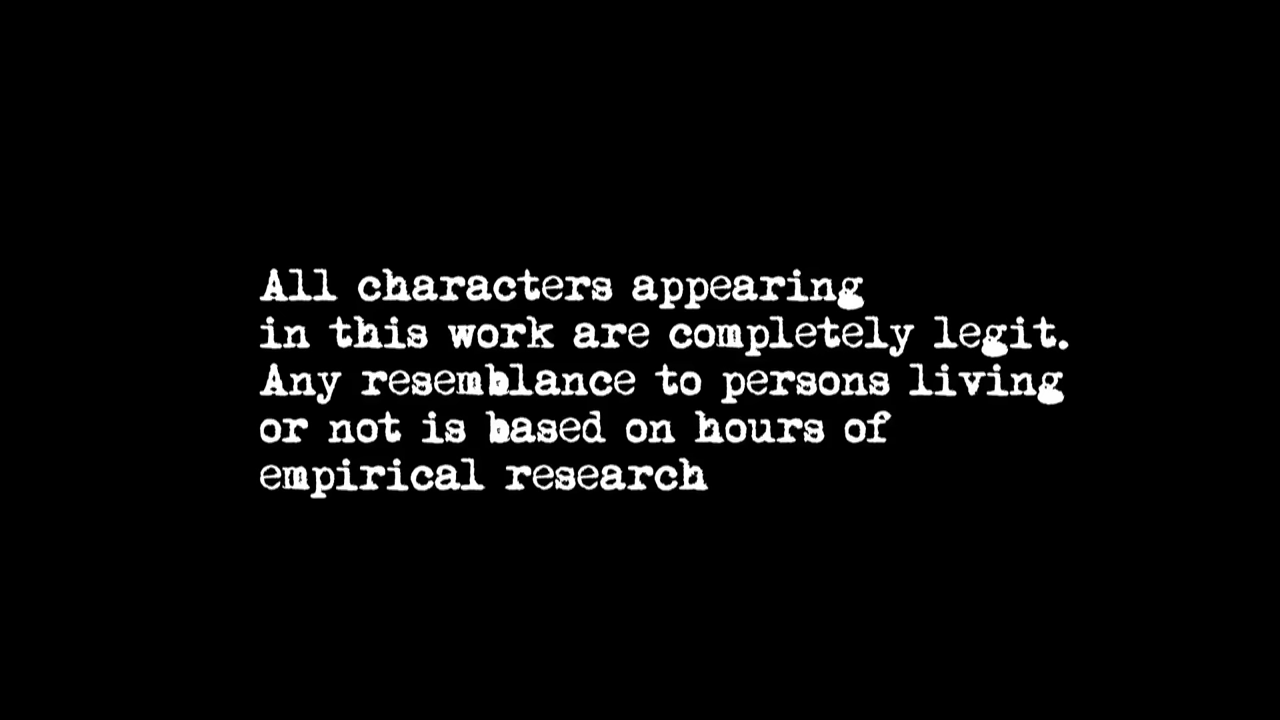 All characters appearing
in this work are completely legit.
Any resemblance to persons living
or not is based on hours of
empirical research